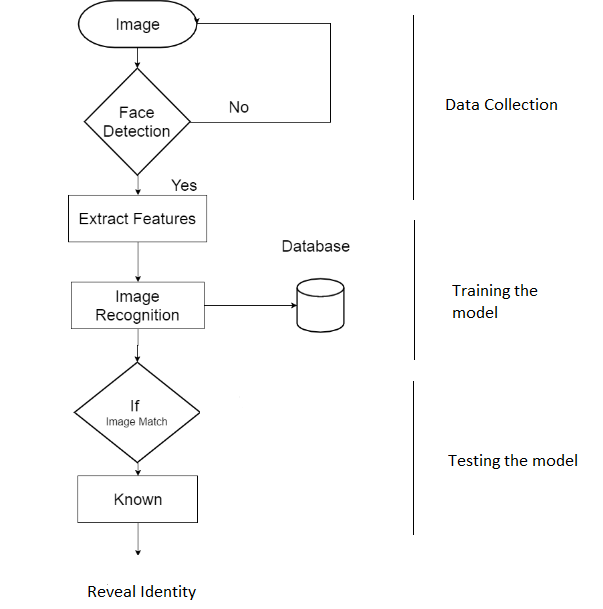 Image
Face
Detection
No
Data Collection
Yes
Extract Features
Database
Image
Recognition
Training the
model
If
Image Match
Testing the model
Known
Reveal Identity